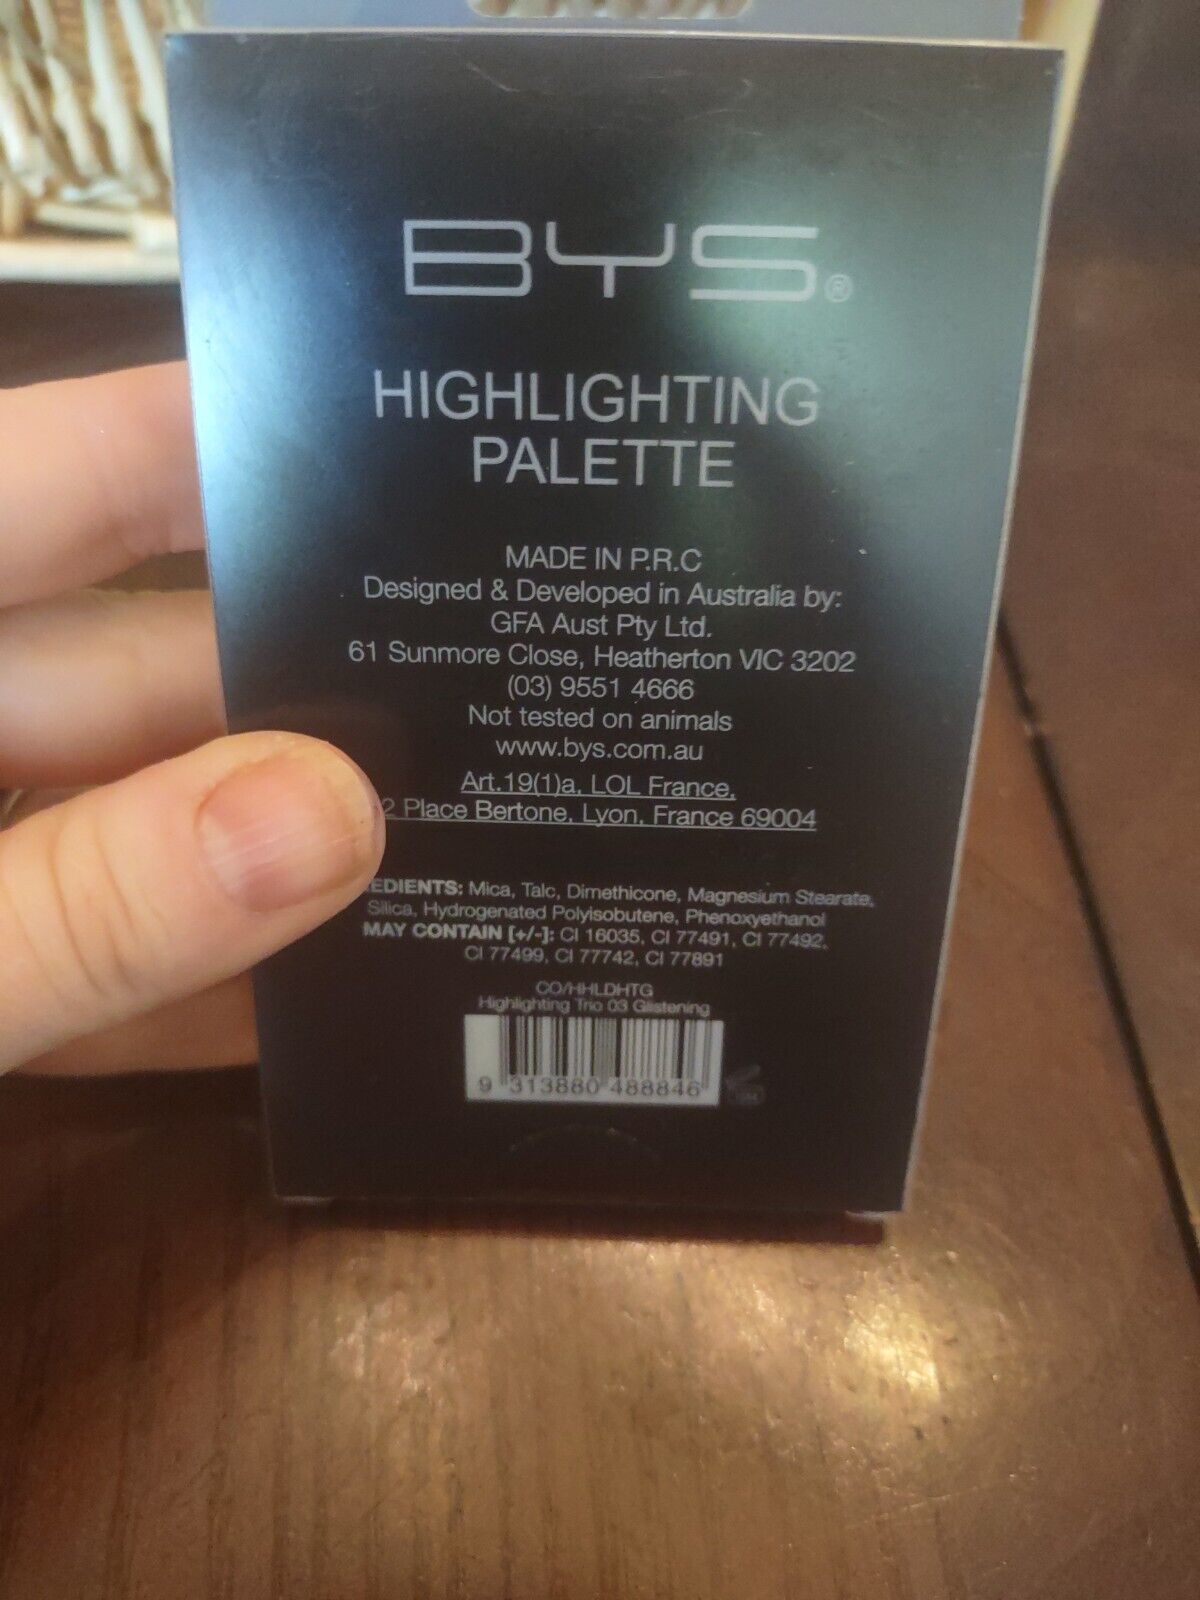 BYS®
HIGHLIGHTING
PALETTE
MADE IN P.R.C
Designed & Developed in Australia by:
GFA Aust Pty Ltd.
61 Sunmore Close, Heatherton VIC 3202
(03) 9551 4666
Not tested on animals
www.bys.com.au
Art.19(1)a, LOL France,
2 Place Bertone, Lyon, France 69004
EDIENTS: Mica, Talc, Dimethicone, Magnesium Stearate,
Silica, Hydrogenated Polyisobutene, Phenoxyethanol
MAY CONTAIN [+/-]: CI 16035, CI 77491, CI 77492,
CI 77499, CI 77742, CI 77891
CO/HHLDHTG
Highlighting Trio 03 Glistening
9 313880 488846